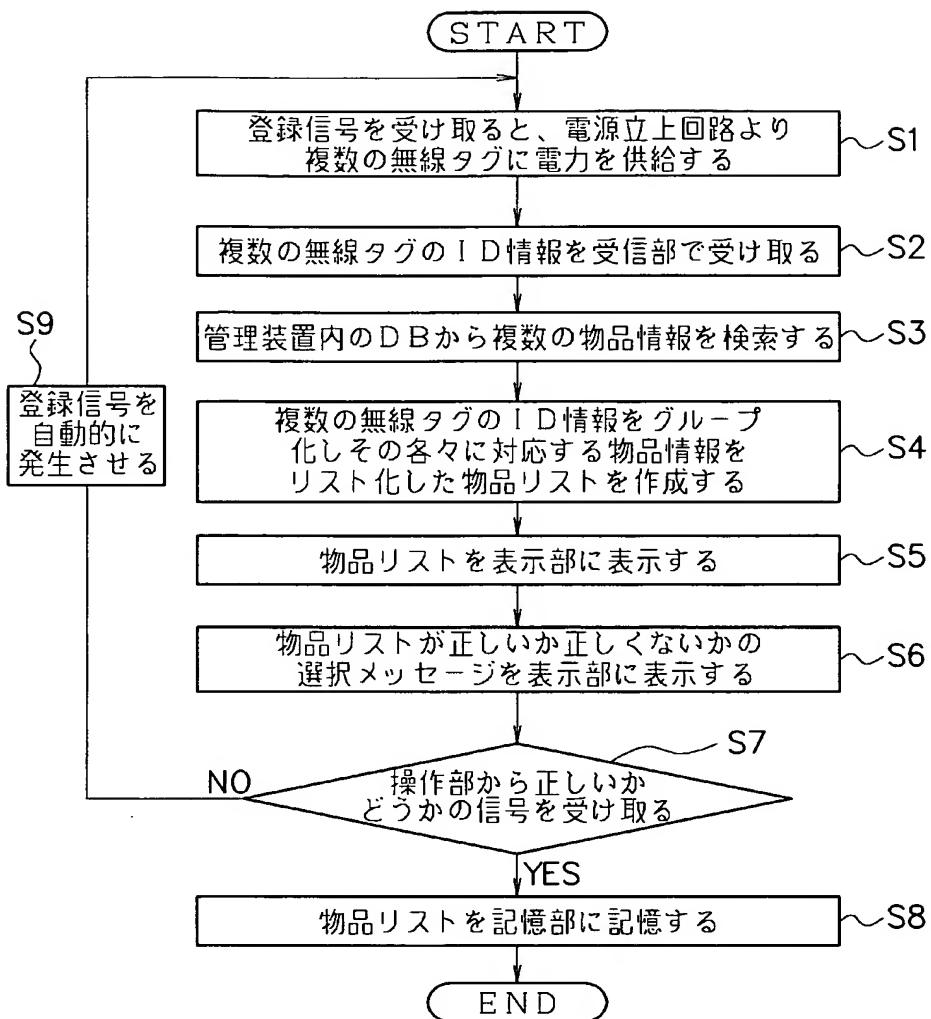 START
登録信号を受け取ると、電源立上回路より
複数の無線タグに電力を供給する
S1
複数の無線タグのID情報を受信部で受け取る
S2
管理装置内のDBから複数の物品情報を検索する
S3
複数の無線タグのID情報をグループ
化しその各々に対応する物品情報を
リスト化した物品リストを作成する
S4
物品リストを表示部に表示する
S5
物品リストが正しいか正しくないかの
選択メッセージを表示部に表示する
S6
操作部から正しいか
どうかの信号を受け取る
S7
NO
S9
登録信号を
自動的に
発生させる
YES
物品リストを記憶部に記憶する
S8
END